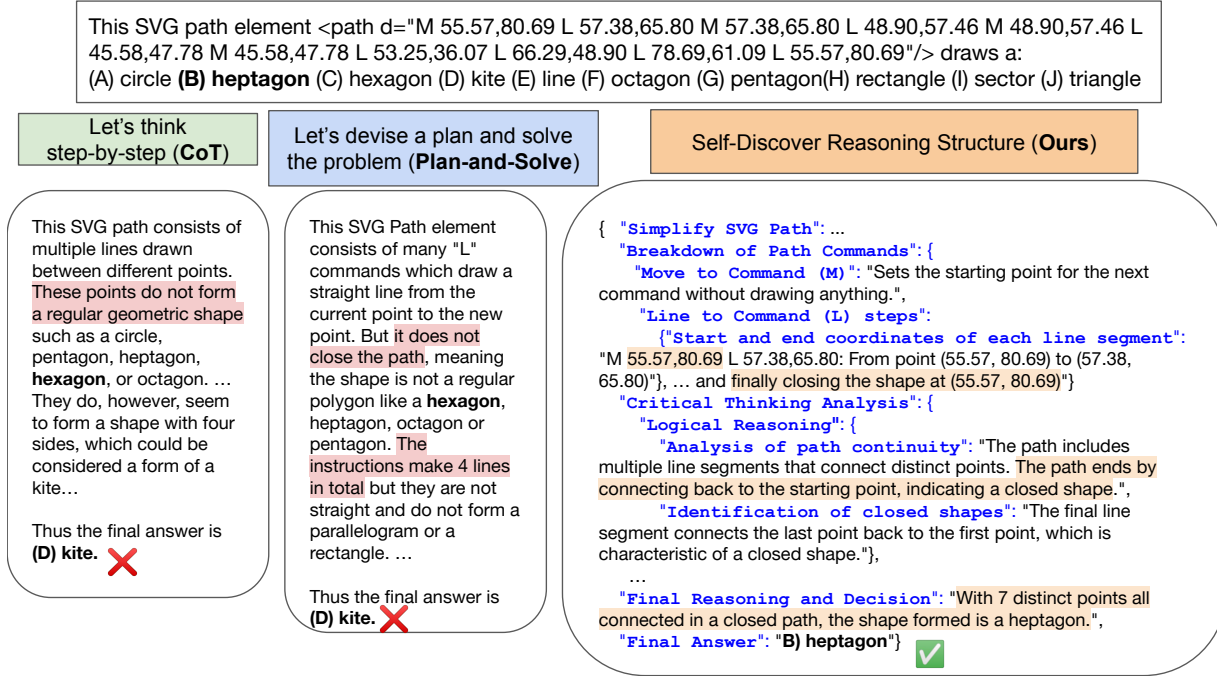 This SVG path element <path d="M 55.57,80.69 L 57.38,65.80 M 57.38,65.80 L 48.90,57.46 M 48.90,57.46 L
45.58,47.78 M 45.58,47.78 L 53.25,36.07 L 66.29,48.90 L 78.69,61.09 L 55.57,80.69"/> draws a:
(A) circle (B) heptagon (C) hexagon (D) kite (E) line (F) octagon (G) pentagon(H) rectangle (I) sector (J) triangle
Let's think
step-by-step (CoT)
This SVG path consists of
multiple lines drawn
between different points.
These points do not form
a regular geometric shape
such as a circle,
pentagon, heptagon,
hexagon, or octagon. ...
They do, however, seem
to form a shape with four
sides, which could be
considered a form of a
kite...
Thus the final answer is
(D) kite. ❌
Let's devise a plan and solve
the problem (Plan-and-Solve)
This SVG Path element
consists of many "L"
commands which draw a
straight line from the
current point to the new
point. But it does not
close the path, meaning
the shape is not a regular
polygon like a hexagon,
heptagon, octagon or
pentagon. The
instructions make 4 lines
in total but they are not
straight and do not form a
parallelogram or a
rectangle. ...
Thus the final answer is
(D) kite. ❌
Self-Discover Reasoning Structure (Ours)
{ "Simplify SVG Path": ...
"Breakdown of Path Commands": {
"Move to Command (M)": "Sets the starting point for the next
command without drawing anything.",
"Line to Command (L) steps":
{"Start and end coordinates of each line segment":
"M 55.57,80.69 L 57.38,65.80: From point (55.57, 80.69) to (57.38,
65.80)"}, ... and finally closing the shape at (55.57, 80.69)"}
"Critical Thinking Analysis": {
"Logical Reasoning": {
"Analysis of path continuity": "The path includes
multiple line segments that connect distinct points. The path ends by
connecting back to the starting point, indicating a closed shape.",
"Identification of closed shapes": "The final line
segment connects the last point back to the first point, which is
characteristic of a closed shape."},
...
"Final Reasoning and Decision": "With 7 distinct points all
connected in a closed path, the shape formed is a heptagon.",
"Final Answer": "B) heptagon"}
✅